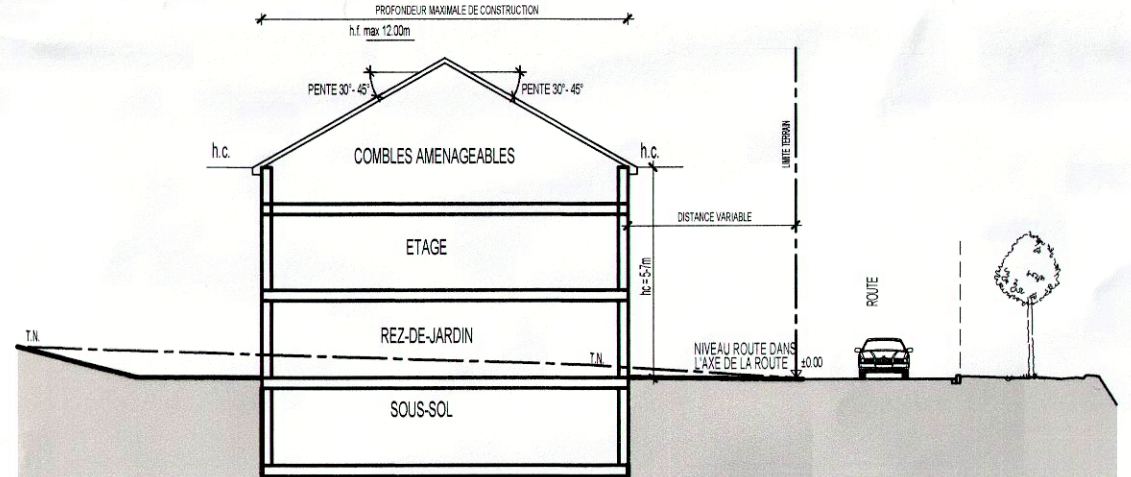 PROFONDEUR MAXIMALE DE CONSTRUCTION
h.f. max 12.00m
PENTE 30°- 45°
PENTE 30°- 45°
h.c.
h.c.
COMBLES AMENAGEABLES
LIMITE TERRAIN
DISTANCE VARIABLE
ETAGE
hc = 5-7m
ROUTE
T.N.
REZ-DE-JARDIN
T.N.
NIVEAU ROUTE DANS
L'AXE DE LA ROUTE
±0.00
SOUS-SOL